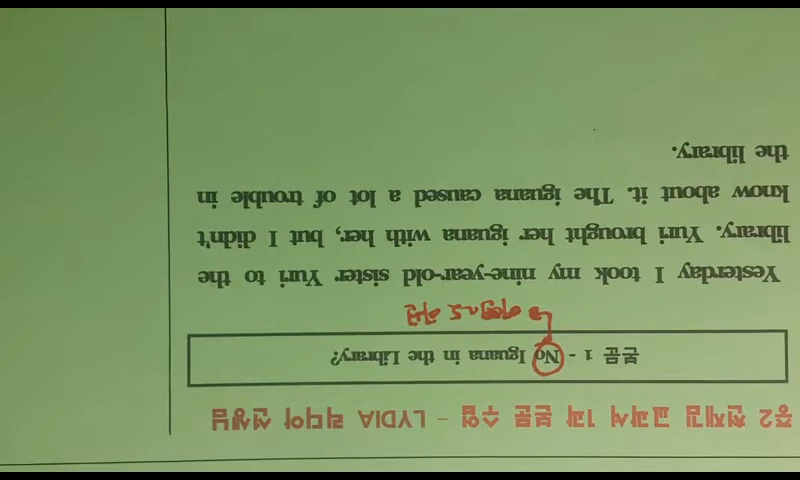 중2 천재김 교과서 1과 본문 수업 - LYDIA 리디아 선생님
본문 1 - No Iguana in the Library?
Yesterday I took my nine-year-old sister Yuri to the
library. Yuri brought her iguana with her, but I didn't
know about it. The iguana caused a lot of trouble in
the library.